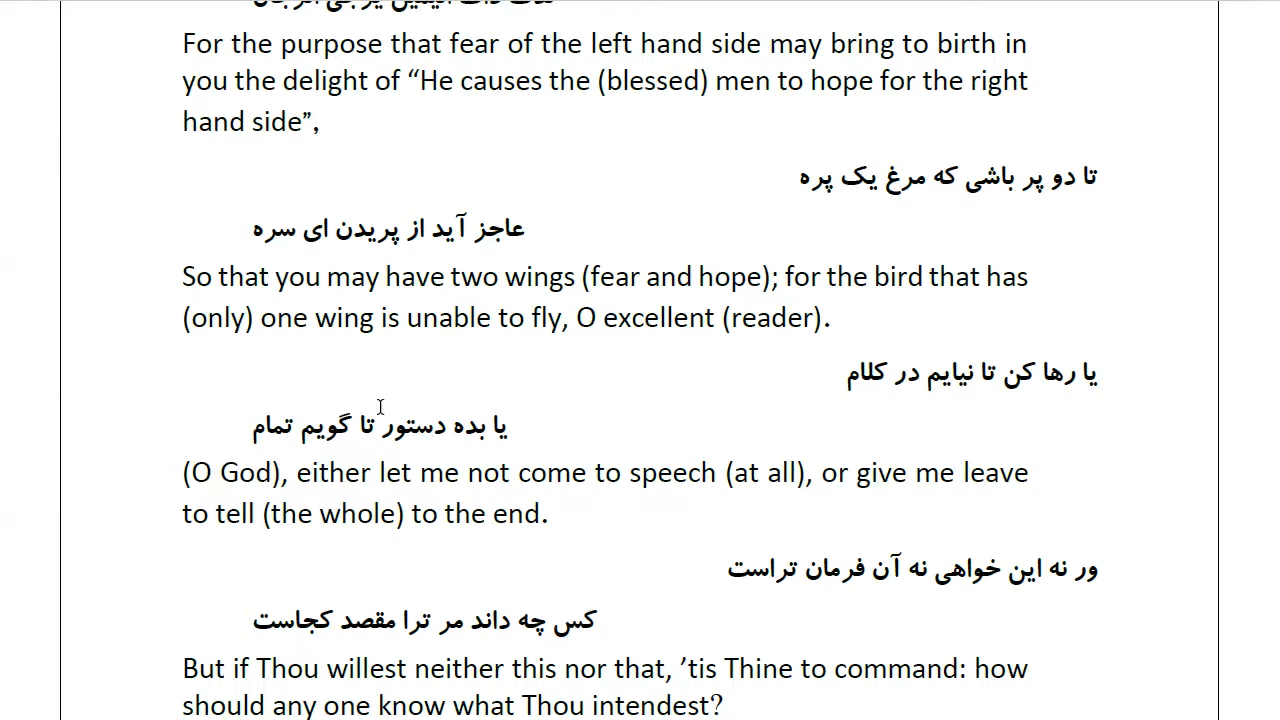 For the purpose that fear of the left hand side may bring to birth in
you the delight of “He causes the (blessed) men to hope for the right
hand side”,
تا دو پر باشی که مرغ یک پره
عاجز آید از پریدن ای سره
So that you may have two wings (fear and hope); for the bird that has
(only) one wing is unable to fly, O excellent (reader).
یا رها کن تا نیایم در کلام
یا بده دستور تا گویم تمام
(O God), either let me not come to speech (at all), or give me leave
to tell (the whole) to the end.
ور نه این خواهی نه آن فرمان تراست
کس چه داند مر ترا مقصد کجاست
But if Thou willest neither this nor that, ’tis Thine to command: how
should any one know what Thou intendest?